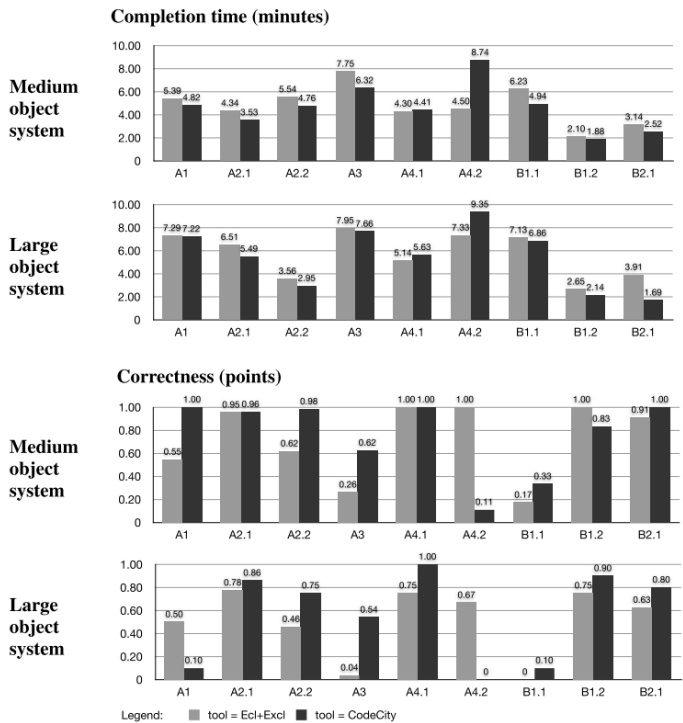 Completion time (minutes)
Medium
object
system
10.00
8.00
6.00
4.00
2.00
0
5.39 4.82 4.34 3.53 5.54 4.76 7.75 6.32 4.30 4.41 4.50 8.74 6.23 4.94 2.10 1.88 3.14 2.52
A1 A2.1 A2.2 A3 A4.1 A4.2 B1.1 B1.2 B2.1
Large
object
system
10.00
8.00
6.00
4.00
2.00
0
7.29 7.22 6.51 5.49 3.56 2.95 7.95 7.66 5.14 5.63 7.33 9.35 7.13 6.86 2.65 2.14 3.91 1.69
A1 A2.1 A2.2 A3 A4.1 A4.2 B1.1 B1.2 B2.1
Correctness (points)
Medium
object
system
1.00
0.80
0.60
0.40
0.20
0
0.55 1.00 0.95 0.96 0.62 0.98 0.26 0.62 1.00 1.00 1.00 0.11 0.17 0.33 1.00 0.83 0.91 1.00
A1 A2.1 A2.2 A3 A4.1 A4.2 B1.1 B1.2 B2.1
Large
object
system
1.00
0.80
0.60
0.40
0.20
0
0.50 0.10 0.78 0.86 0.46 0.75 0.04 0.54 0.75 1.00 0.67 0 0 0.10 0.75 0.90 0.63 0.80
A1 A2.1 A2.2 A3 A4.1 A4.2 B1.1 B1.2 B2.1
Legend: tool = Ecl+Excl tool = CodeCity